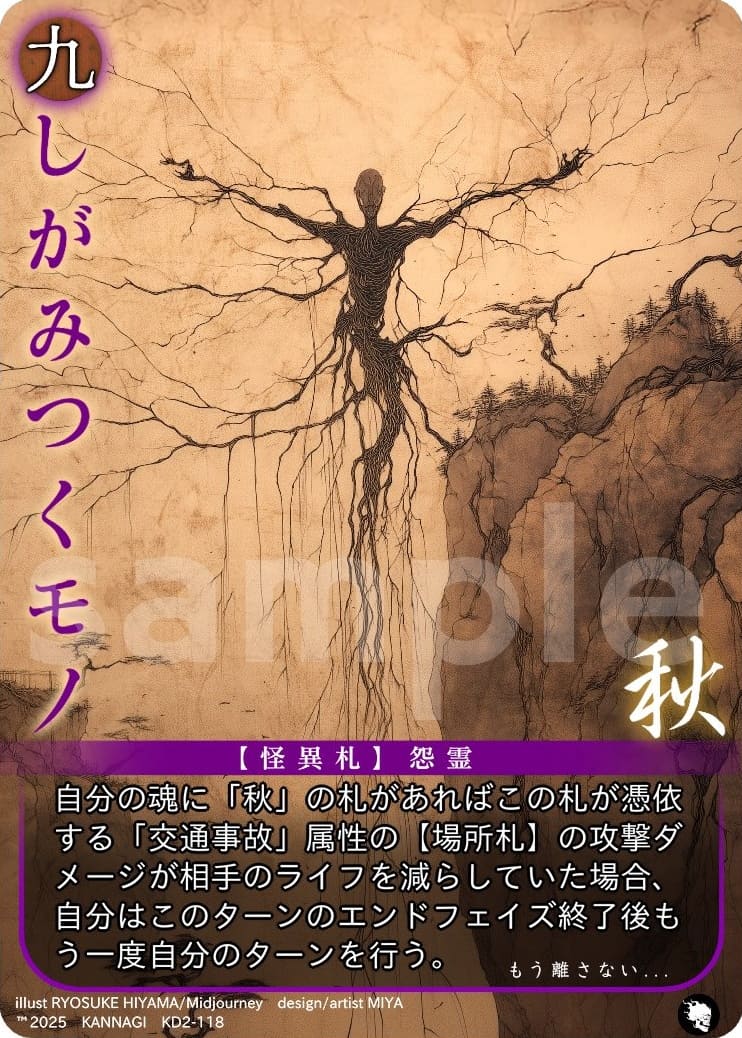 九
しがみつくモノ
sample
秋
【怪異札】怨霊
自分の魂に「秋」の札があればこの札が憑依
する「交通事故」属性の【場所札】の攻撃ダ
メージが相手のライフを減らしていた場合、
自分はこのターンのエンドフェイズ終了後も
う一度自分のターンを行う。
もう離さない...
illust RYOSUKE HIYAMA/Midjourney design/artist MIYA
™2025 KANNAGI KD2-118